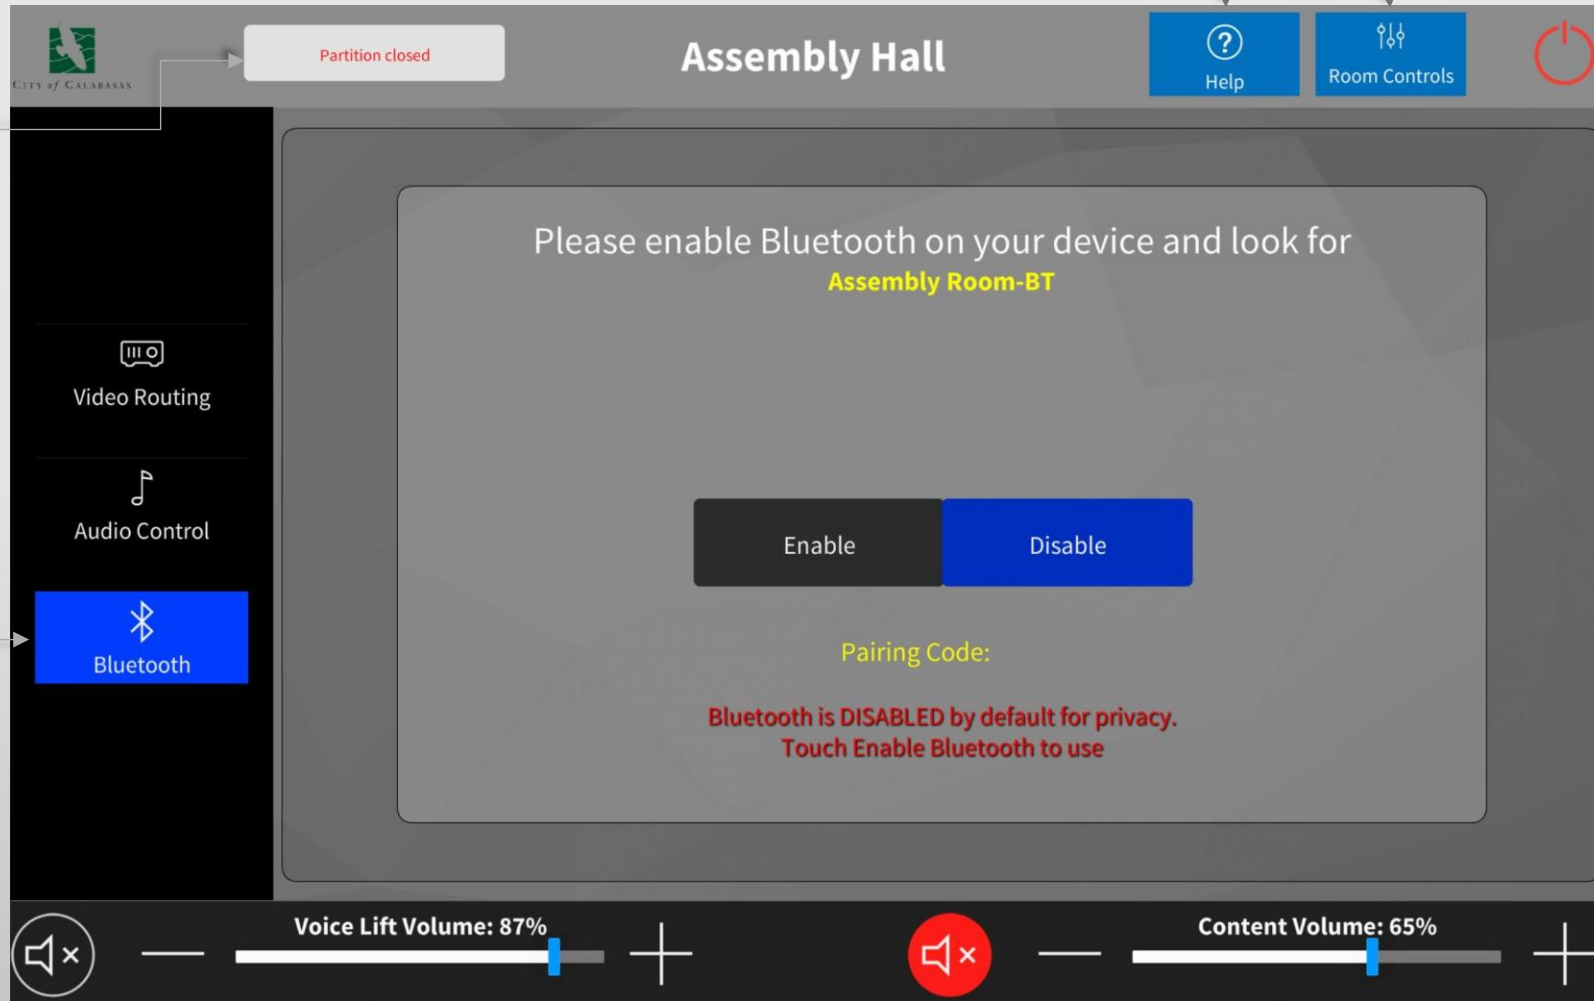 CITY of CALABASAS
Partition closed
Assembly Hall
Help
Room Controls
Please enable Bluetooth on your device and look for
Assembly Room-BT
Video Routing
Audio Control
Bluetooth
Enable
Disable
Pairing Code:
Bluetooth is DISABLED by default for privacy.
Touch Enable Bluetooth to use
Voice Lift Volume: 87%
Content Volume: 65%